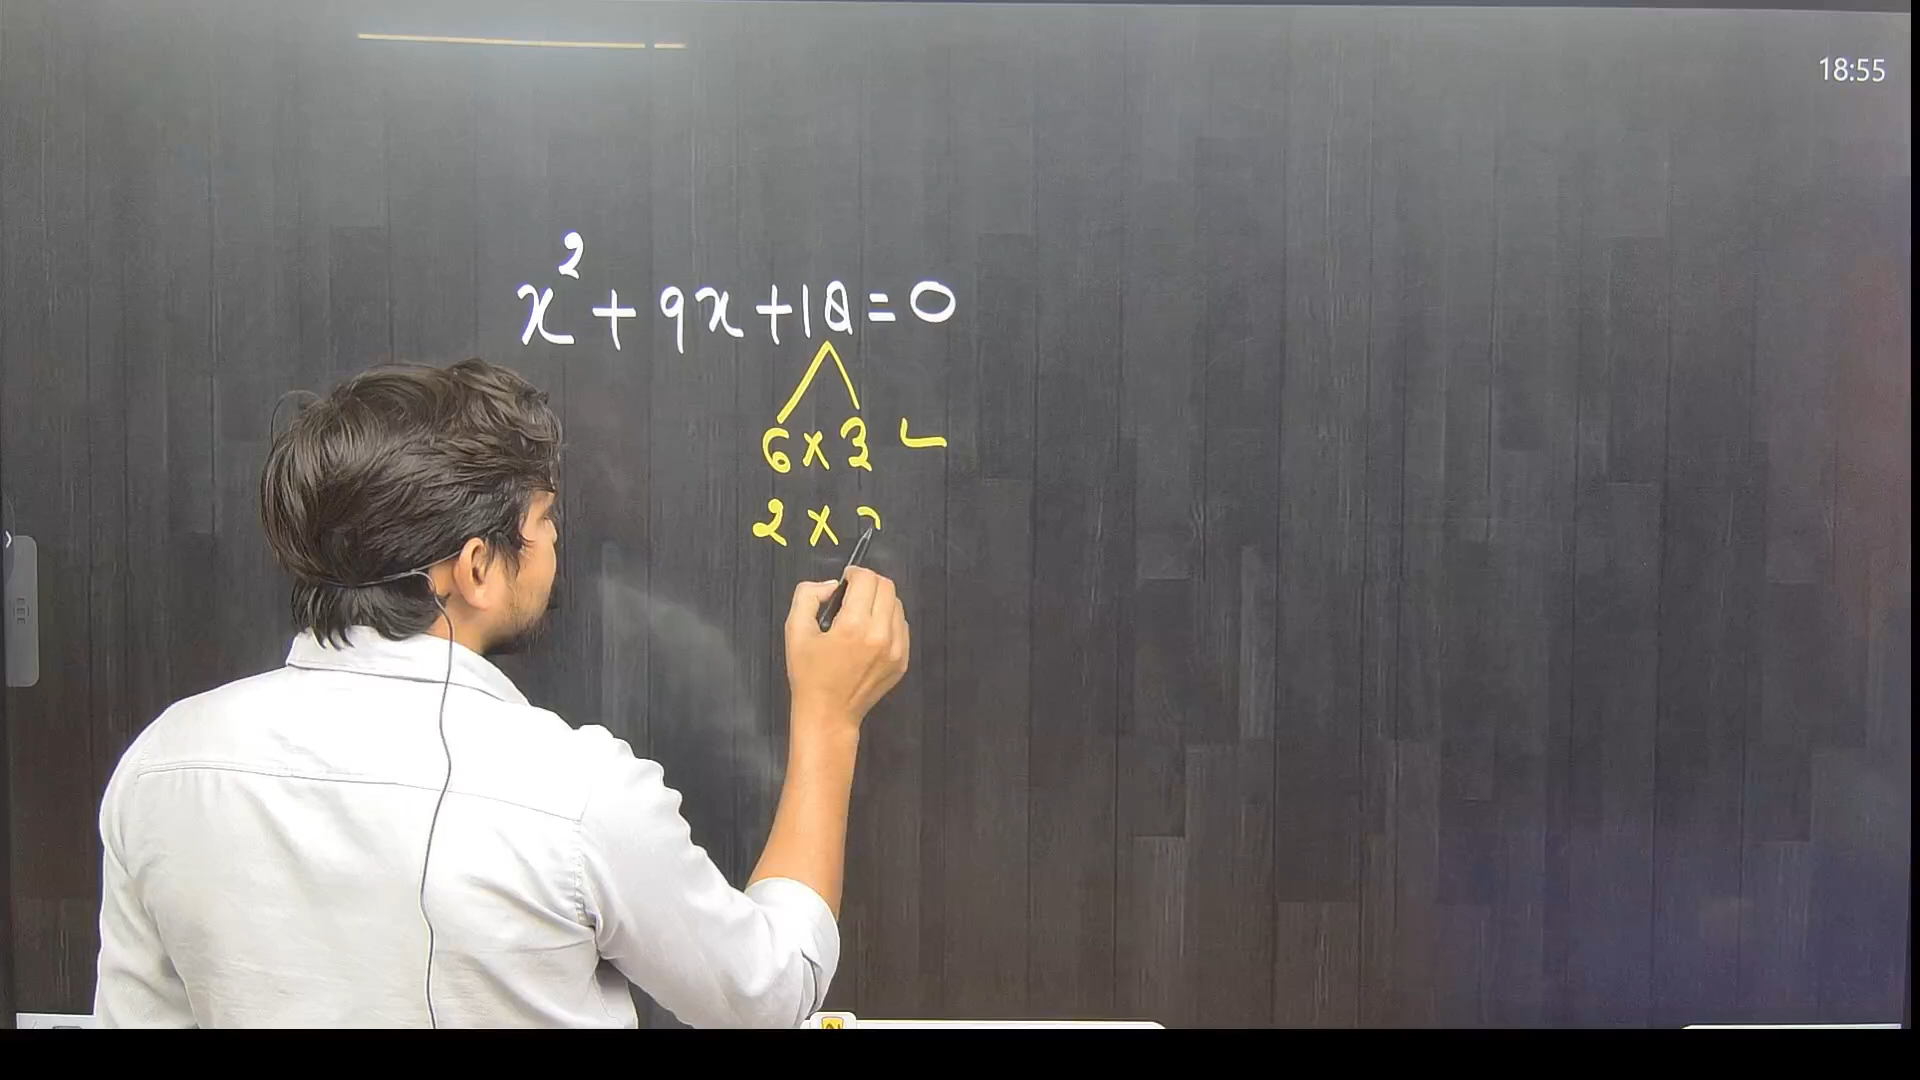 18:55
x² + 9x + 18 = 0
6 × 3
2 ×